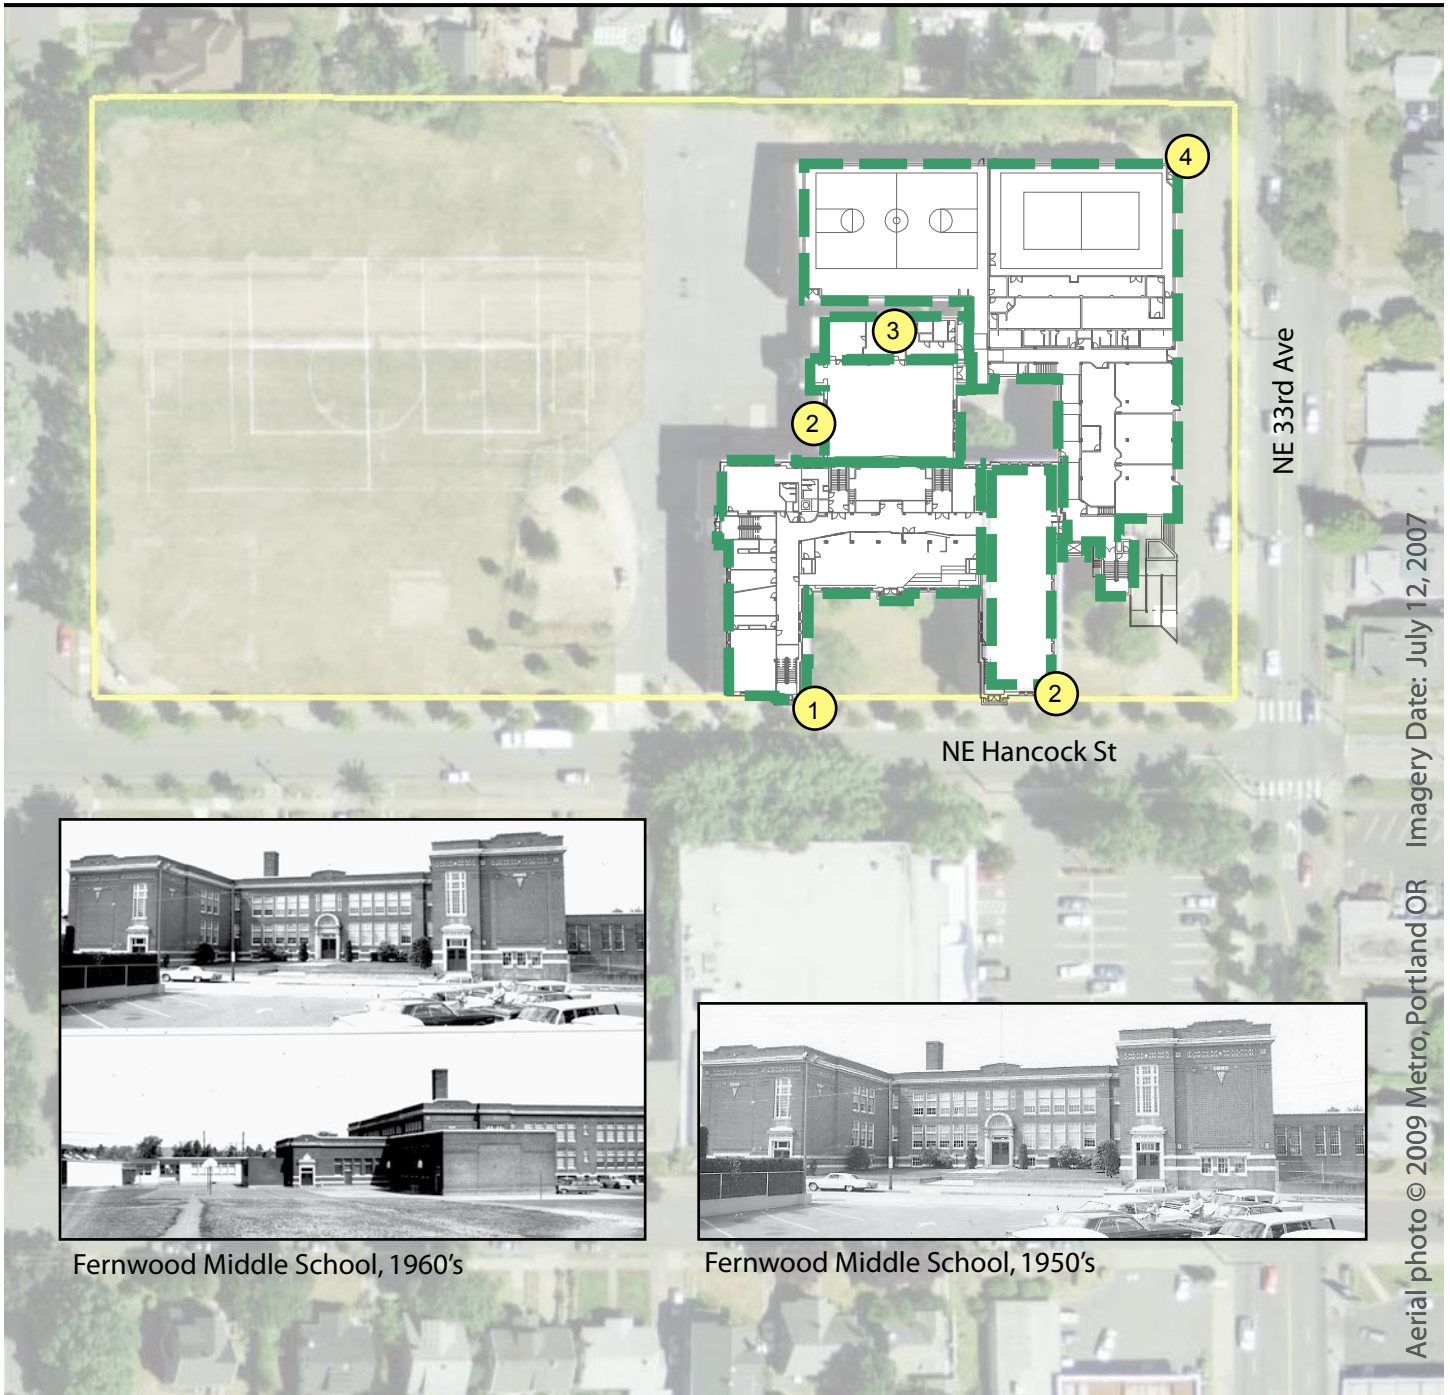 4
3
2
NE 33rd Ave
1
2
NE Hancock St
Fernwood Middle School, 1960's
Fernwood Middle School, 1950's
Aerial photo © 2009 Metro, Portland OR    Imagery Date: July 12, 2007